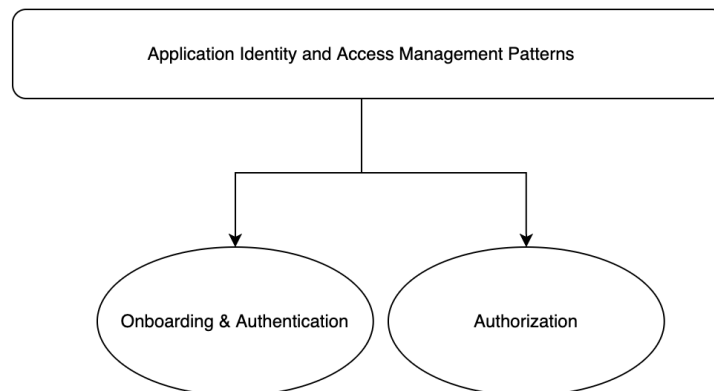 Application Identity and Access Management Patterns
Onboarding & Authentication
Authorization